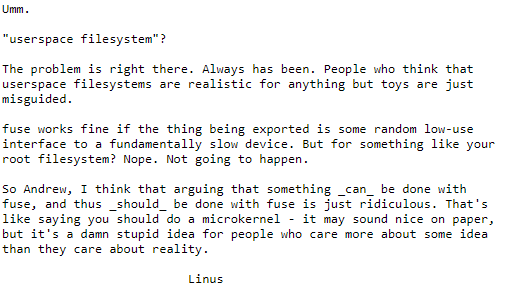 Umm.
"userspace filesystem"?
The problem is right there. Always has been. People who think that
userspace filesystems are realistic for anything but toys are just
misguided.
fuse works fine if the thing being exported is some random low-use
interface to a fundamentally slow device. But for something like your
root filesystem? Nope. Not going to happen.
So Andrew, I think that arguing that something _can_ be done with
fuse, and thus _should_ be done with fuse is just ridiculous. That's
like saying you should do a microkernel - it may sound nice on paper,
but it's a damn stupid idea for people who care more about some idea
than they care about reality.
Linus